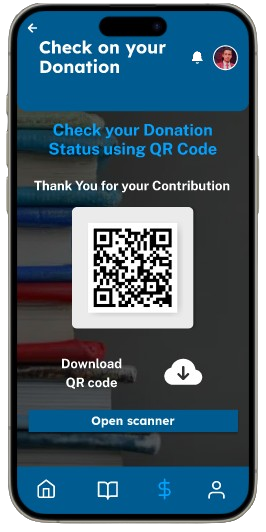 Check on your
Donation
Check your Donation
Status using QR Code
Thank You for your Contribution
Download
QR code
Open scanner